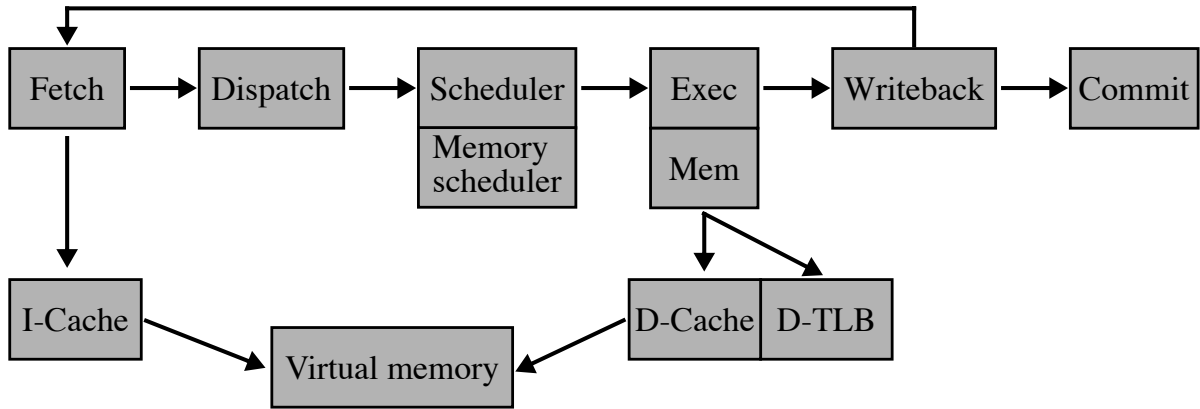 Fetch
Dispatch
Scheduler
Exec
Writeback
Commit
Memory
scheduler
Mem
I-Cache
D-Cache
D-TLB
Virtual memory